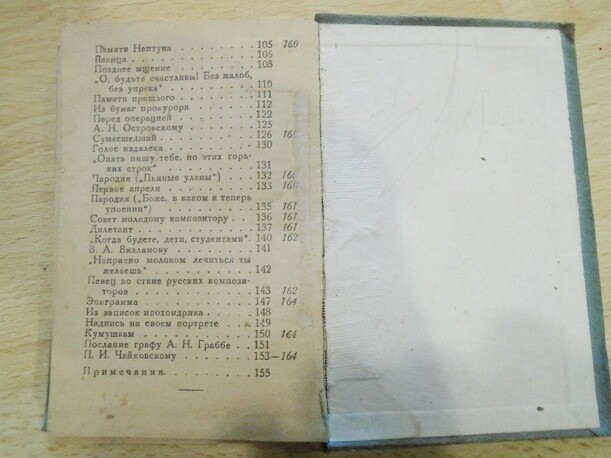 Памяти Нептуна . . . . . . . . 105 160
Певица . . . . . . . . . . . 106
Позднее мщение . . . . . . . . 108
„О, будьте счастливы! Без жалоб,
без упрека“ . . . . . . . . 110
Памяти прошлого . . . . . . . . 111
Из бумаг прокурора . . . . . . 112
Перед операцией . . . . . . . . 122
А. Н. Островскому . . . . . . . 125
Сумасшедший . . . . . . . . . 126
Голос издалека . . . . . . . . 130
„Опять пишу тебе, но этих горь-
ких строк“ . . . . . . . . 131
Пародия („Пьяные уланы“) . . . 132
Первое апреля . . . . . . . . 133 160
Пародия („Боже, в каком я теперь
упоении“) . . . . . . . . 135 161
Совет молодому композитору . . 136 161
Дилетант . . . . . . . . . . 137 161
„Когда будете, дети, студентами“. 140 162
В. А. Вилламову . . . . . . . 141
„Напрасно молоком лечиться ты
желаешь“ . . . . . . . . . 142
Певец во стане русских компози-
торов . . . . . . . . . . 143 162
Эпиграмма . . . . . . . . . . 147 164
Из записок ипохондрика . . . . . 148
Надпись на своем портрете . . . 149
Кумушкам . . . . . . . . . . 150 164
Послание графу А. Н. Граббе . . 151
П. И. Чайковскому . . . . . . . 153—164
Примечания. . . . . . . . . . 155